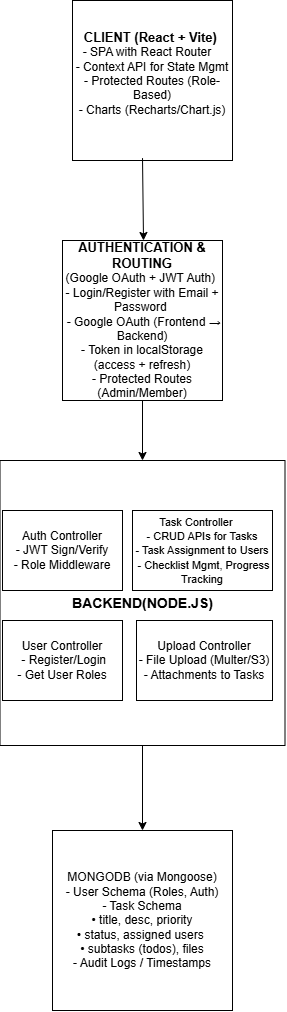 CLIENT (React + Vite)
- SPA with React Router
- Context API for State Mgmt
- Protected Routes (Role-
Based)
- Charts (Recharts/Chart.js)
AUTHENTICATION &
ROUTING
(Google OAuth + JWT Auth)
- Login/Register with Email +
Password
- Google OAuth (Frontend →
Backend)
- Token in localStorage
(access + refresh)
- Protected Routes
(Admin/Member)
Auth Controller
- JWT Sign/Verify
- Role Middleware
Task Controller
- CRUD APIs for Tasks
- Task Assignment to Users
- Checklist Mgmt, Progress
Tracking
BACKEND(NODE.JS)
User Controller
- Register/Login
- Get User Roles
Upload Controller
- File Upload (Multer/S3)
- Attachments to Tasks
MONGODB (via Mongoose)
- User Schema (Roles, Auth)
- Task Schema
• title, desc, priority
• status, assigned users
• subtasks (todos), files
- Audit Logs / Timestamps